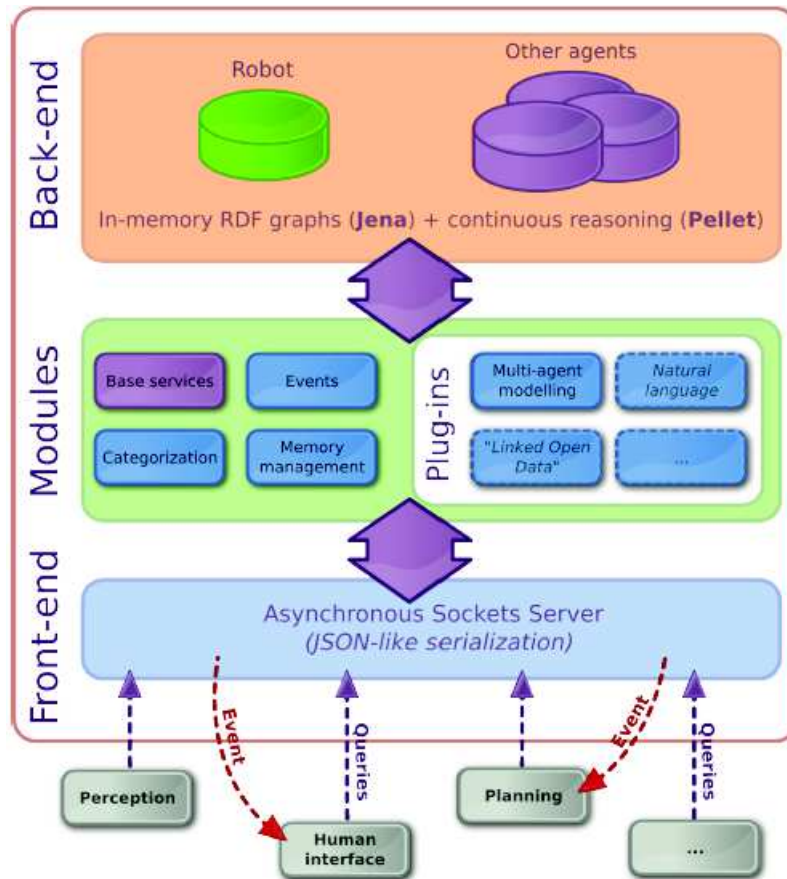 Back-end
Robot
Other agents
In-memory RDF graphs (Jena) + continuous reasoning (Pellet)
Modules
Base services
Events
Categorization
Memory
management
Plug-ins
Multi-agent
modelling
Natural
language
"Linked Open
Data"
...
Front-end
Asynchronous Sockets Server
(JSON-like serialization)
Event
Queries
Event
Queries
Perception
Human
interface
Planning
...